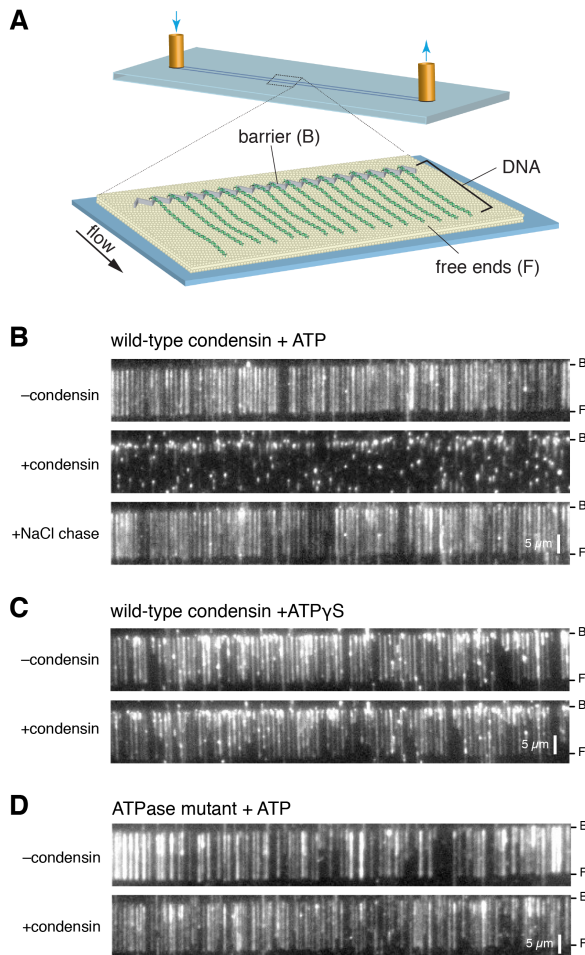 A
barrier (B)
DNA
flow
free ends (F)
B
wild-type condensin + ATP
–condensin
B
F
+condensin
B
+NaCl chase
B
5 µm
F
C
wild-type condensin +ATPγS
–condensin
B
F
+condensin
B
5 µm
F
D
ATPase mutant + ATP
–condensin
B
F
+condensin
B
5 µm
F